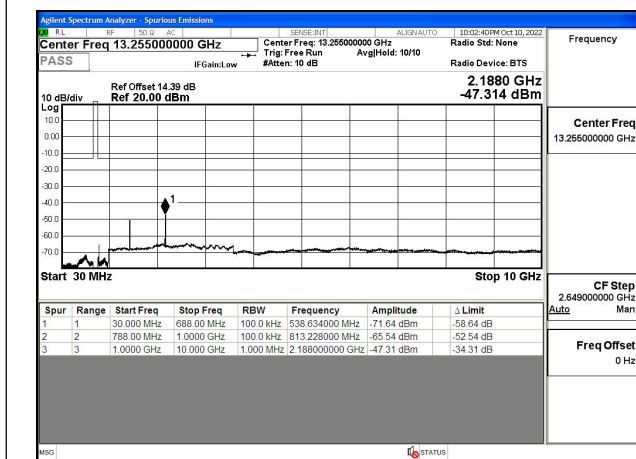 Agilent Spectrum Analyzer - Spurious Emissions
RL RF 50 Ω AC SENSE:INT ALIGNAUTO 10:02:40PM Oct 10, 2022
Center Freq 13.255000000 GHz Center Freq: 13.255000000 GHz Radio Std: None
Trig: Free Run Avg|Hold: 10/10
PASS IFGain:Low #Atten: 10 dB Radio Device: BTS
Ref Offset 14.39 dB 2.1880 GHz
10 dB/div Ref 20.00 dBm -47.314 dBm
Log
10.0
0.00
-10.0
-20.0
-30.0
-40.0
-50.0
-60.0
-70.0
1
Start 30 MHz Stop 10 GHz
Spur Range Start Freq Stop Freq RBW Frequency Amplitude Δ Limit
1 1 30.000 MHz 688.00 MHz 100.0 kHz 538.634000 MHz -71.64 dBm -58.64 dB
2 2 788.00 MHz 1.0000 GHz 100.0 kHz 813.228000 MHz -65.54 dBm -52.54 dB
3 3 1.0000 GHz 10.000 GHz 1.000 MHz 2.188000000 GHz -47.31 dBm -34.31 dB
MSG STATUS
Frequency
Center Freq
13.255000000 GHz
CF Step
2.649000000 GHz
Auto Man
Freq Offset
0 Hz